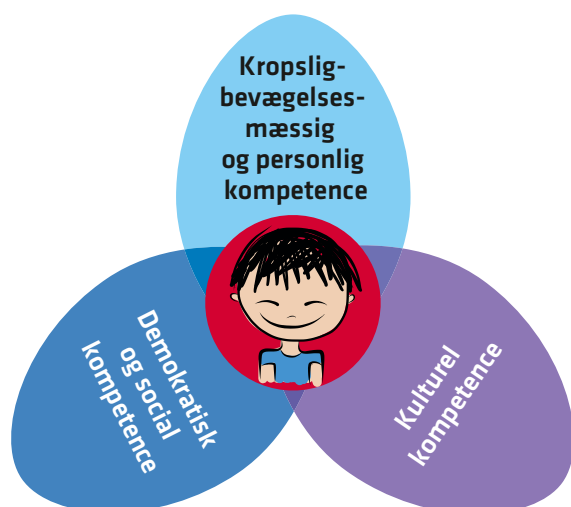 Kropslig-
bevægelses-
mæssig
og personlig
kompetence
Demokratisk
og social
kompetence
Kulturel
kompetence